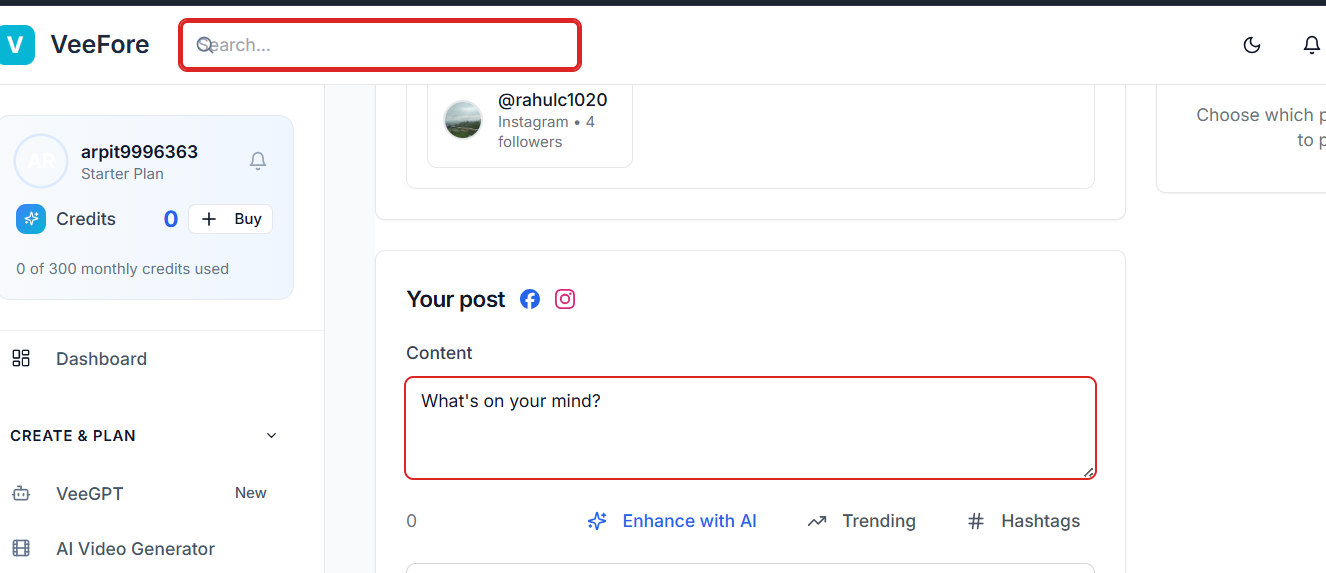 V VeeFore
Search...
arpit9996363
Starter Plan
Credits 0 + Buy
0 of 300 monthly credits used
Dashboard
CREATE & PLAN
VeeGPT New
AI Video Generator
@rahulc1020
Instagram • 4
followers
Your post
Content
What's on your mind?
0 Enhance with AI Trending # Hashtags
Choose which p
to p